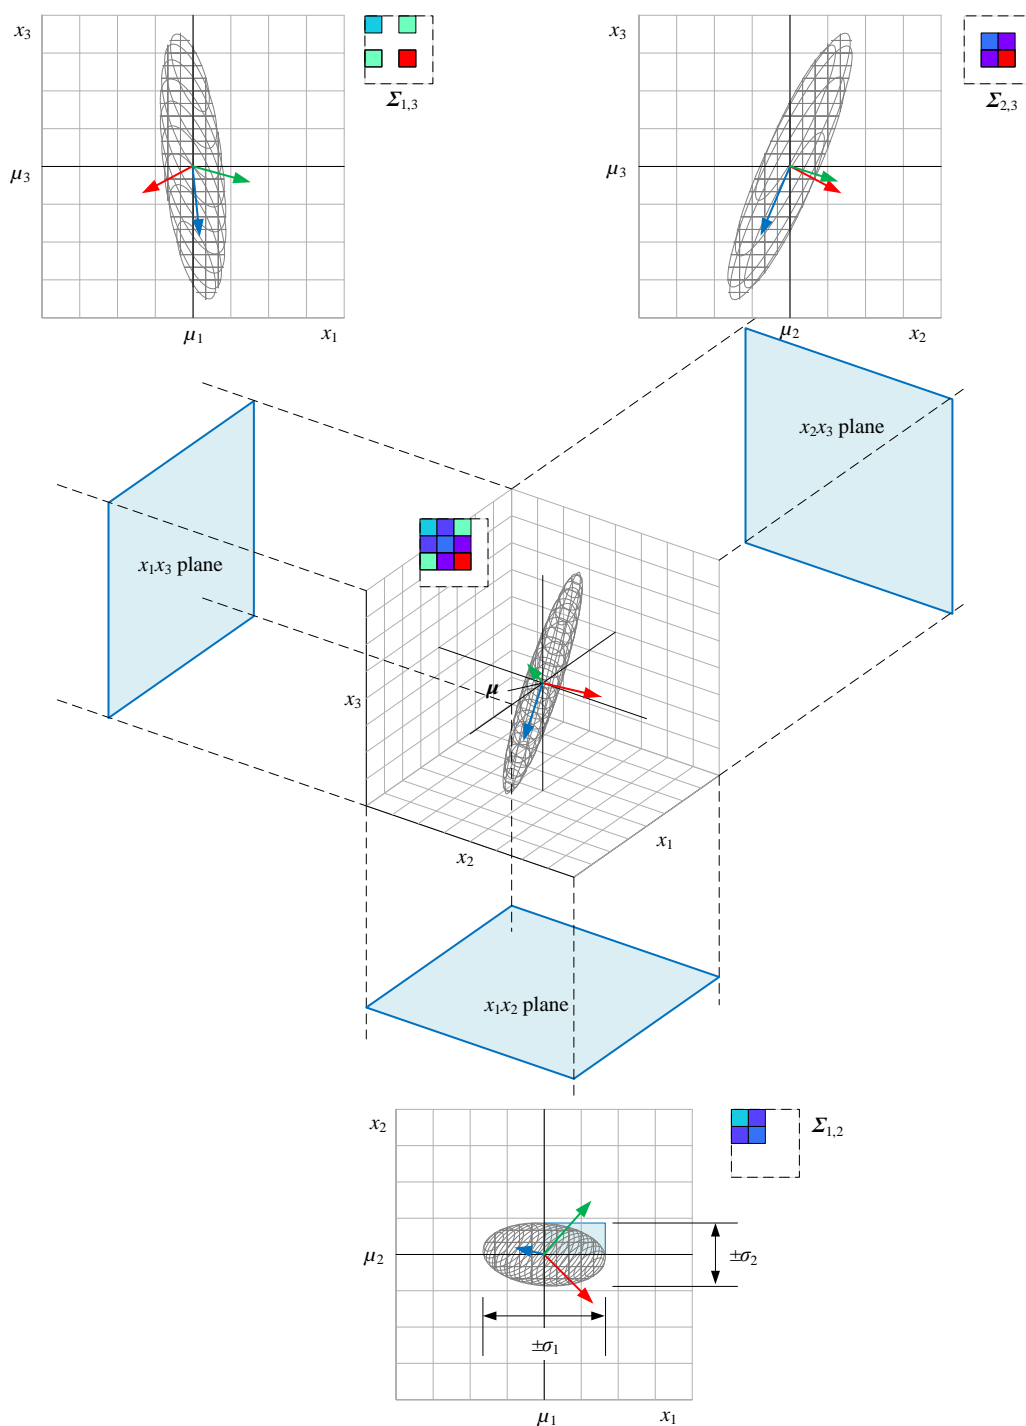 x₃
Σ₁,₃
μ₃
μ₁
x₁
x₃
Σ₂,₃
μ₃
μ₂
x₂
x₂x₃ plane
x₁x₃ plane
x₃
μ
x₂
x₁
x₁x₂ plane
x₂
Σ₁,₂
μ₂
±σ₂
±σ₁
μ₁
x₁